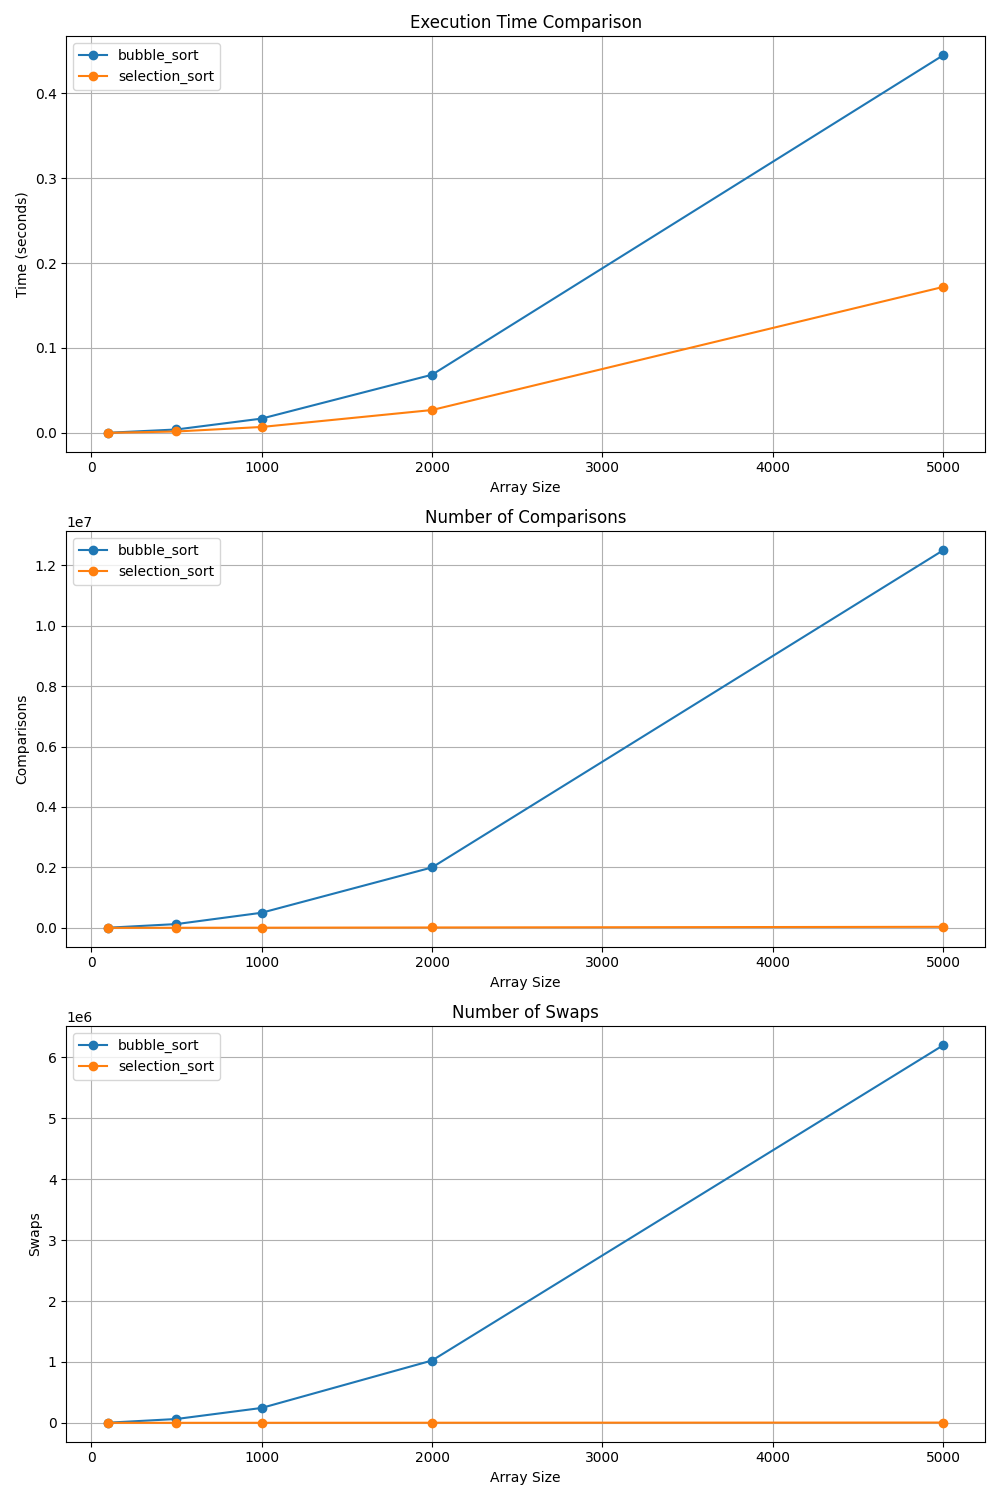 Execution Time Comparison
bubble_sort
selection_sort
0.4
0.3
0.2
0.1
0.0
Time (seconds)
0 1000 2000 3000 4000 5000
Array Size
Number of Comparisons
1e7
bubble_sort
selection_sort
1.2
1.0
0.8
0.6
0.4
0.2
0.0
Comparisons
0 1000 2000 3000 4000 5000
Array Size
Number of Swaps
1e6
bubble_sort
selection_sort
6
5
4
3
2
1
0
Swaps
0 1000 2000 3000 4000 5000
Array Size